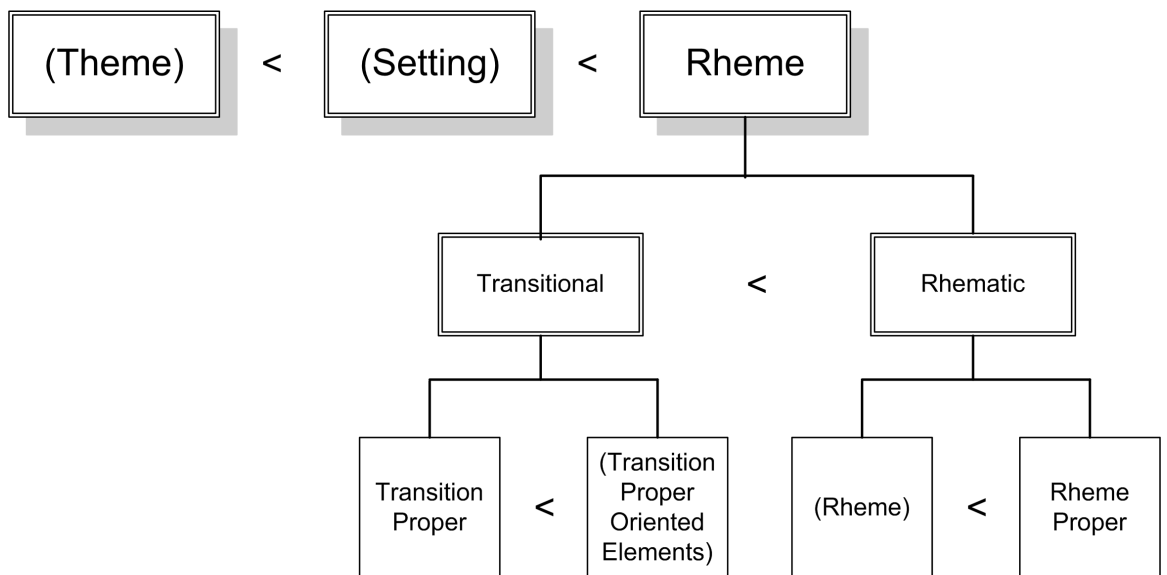 (Theme) < (Setting) < Rheme
Transitional < Rhematic
Transition
Proper
<
(Transition
Proper
Oriented
Elements)
(Rheme)
<
Rheme
Proper